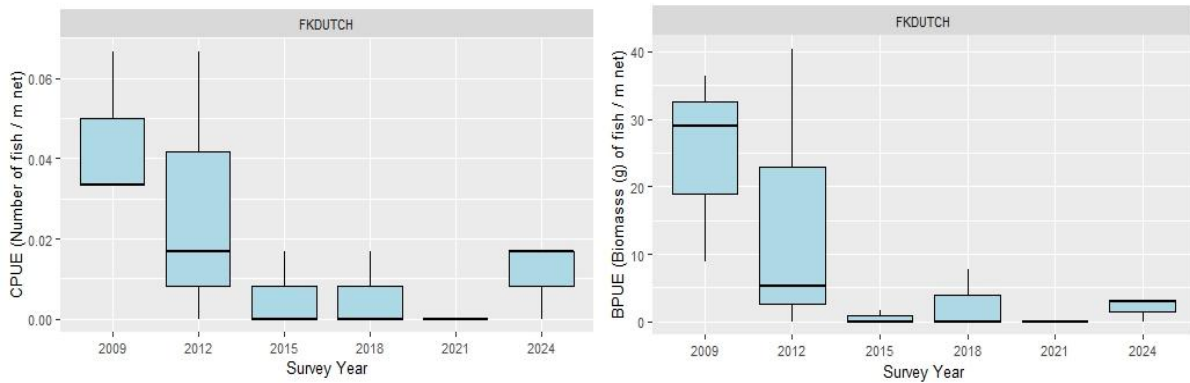 FKDUTCH
CPUE (Number of fish / m net)
0.06
0.04
0.02
0.00
2009 2012 2015 2018 2021 2024
Survey Year
FKDUTCH
BPUE (Biomasss (g) of fish / m net)
40
30
20
10
0
2009 2012 2015 2018 2021 2024
Survey Year